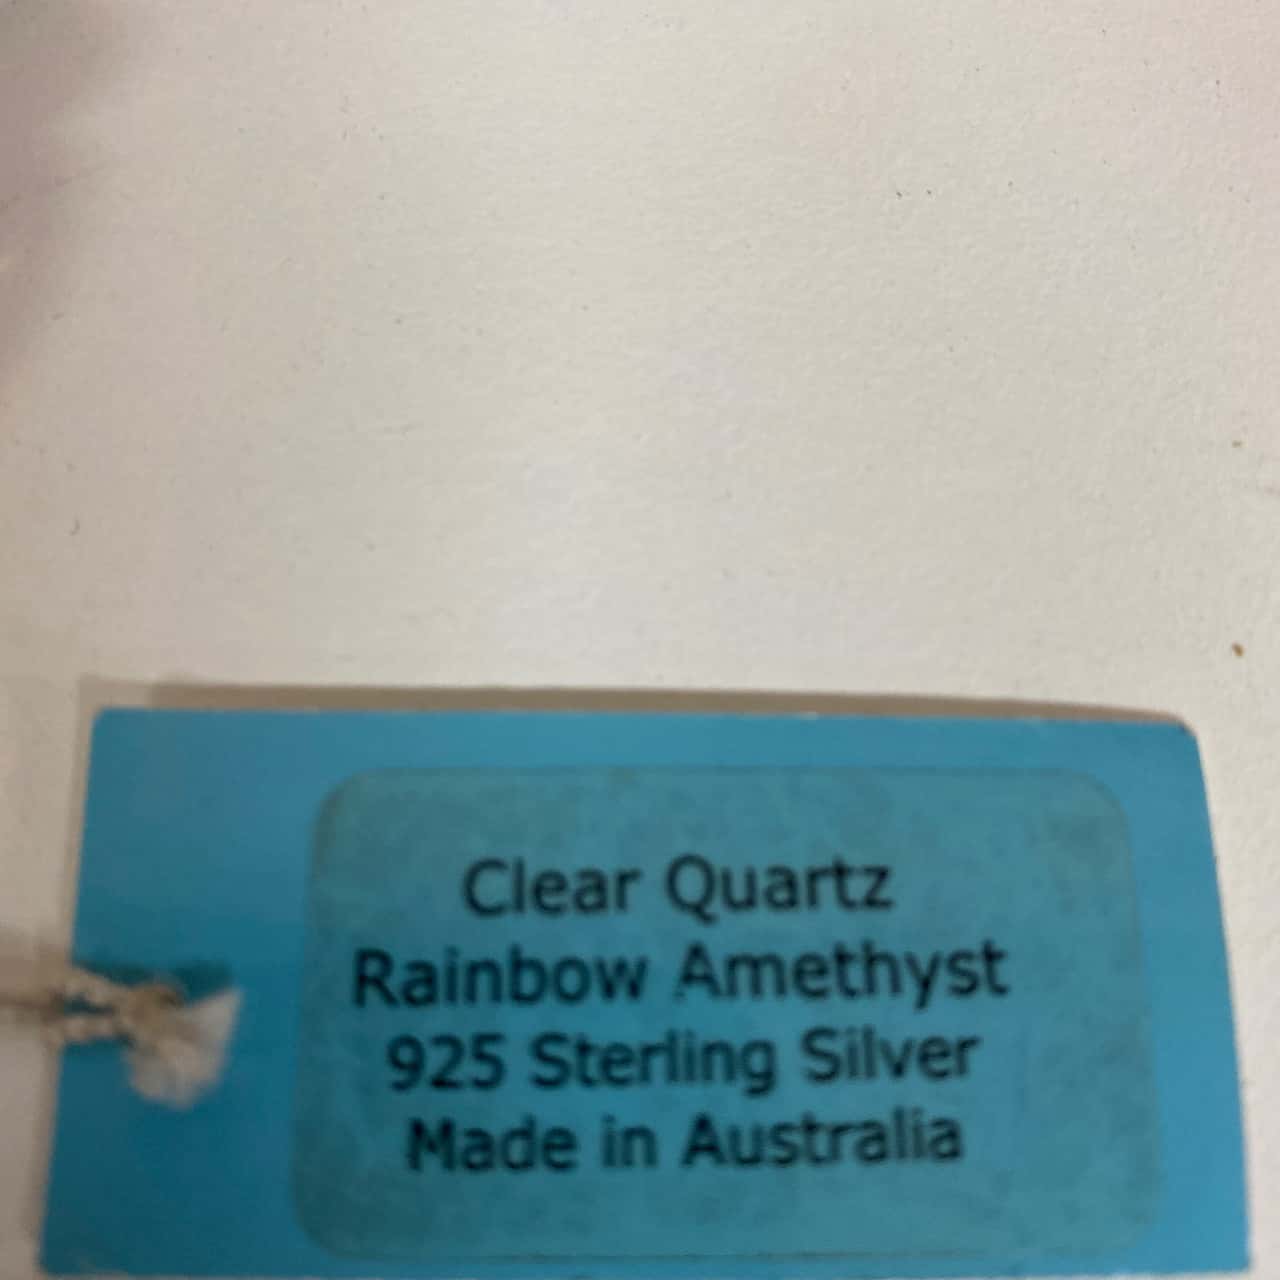 Clear Quartz
Rainbow Amethyst
925 Sterling Silver
Made in Australia